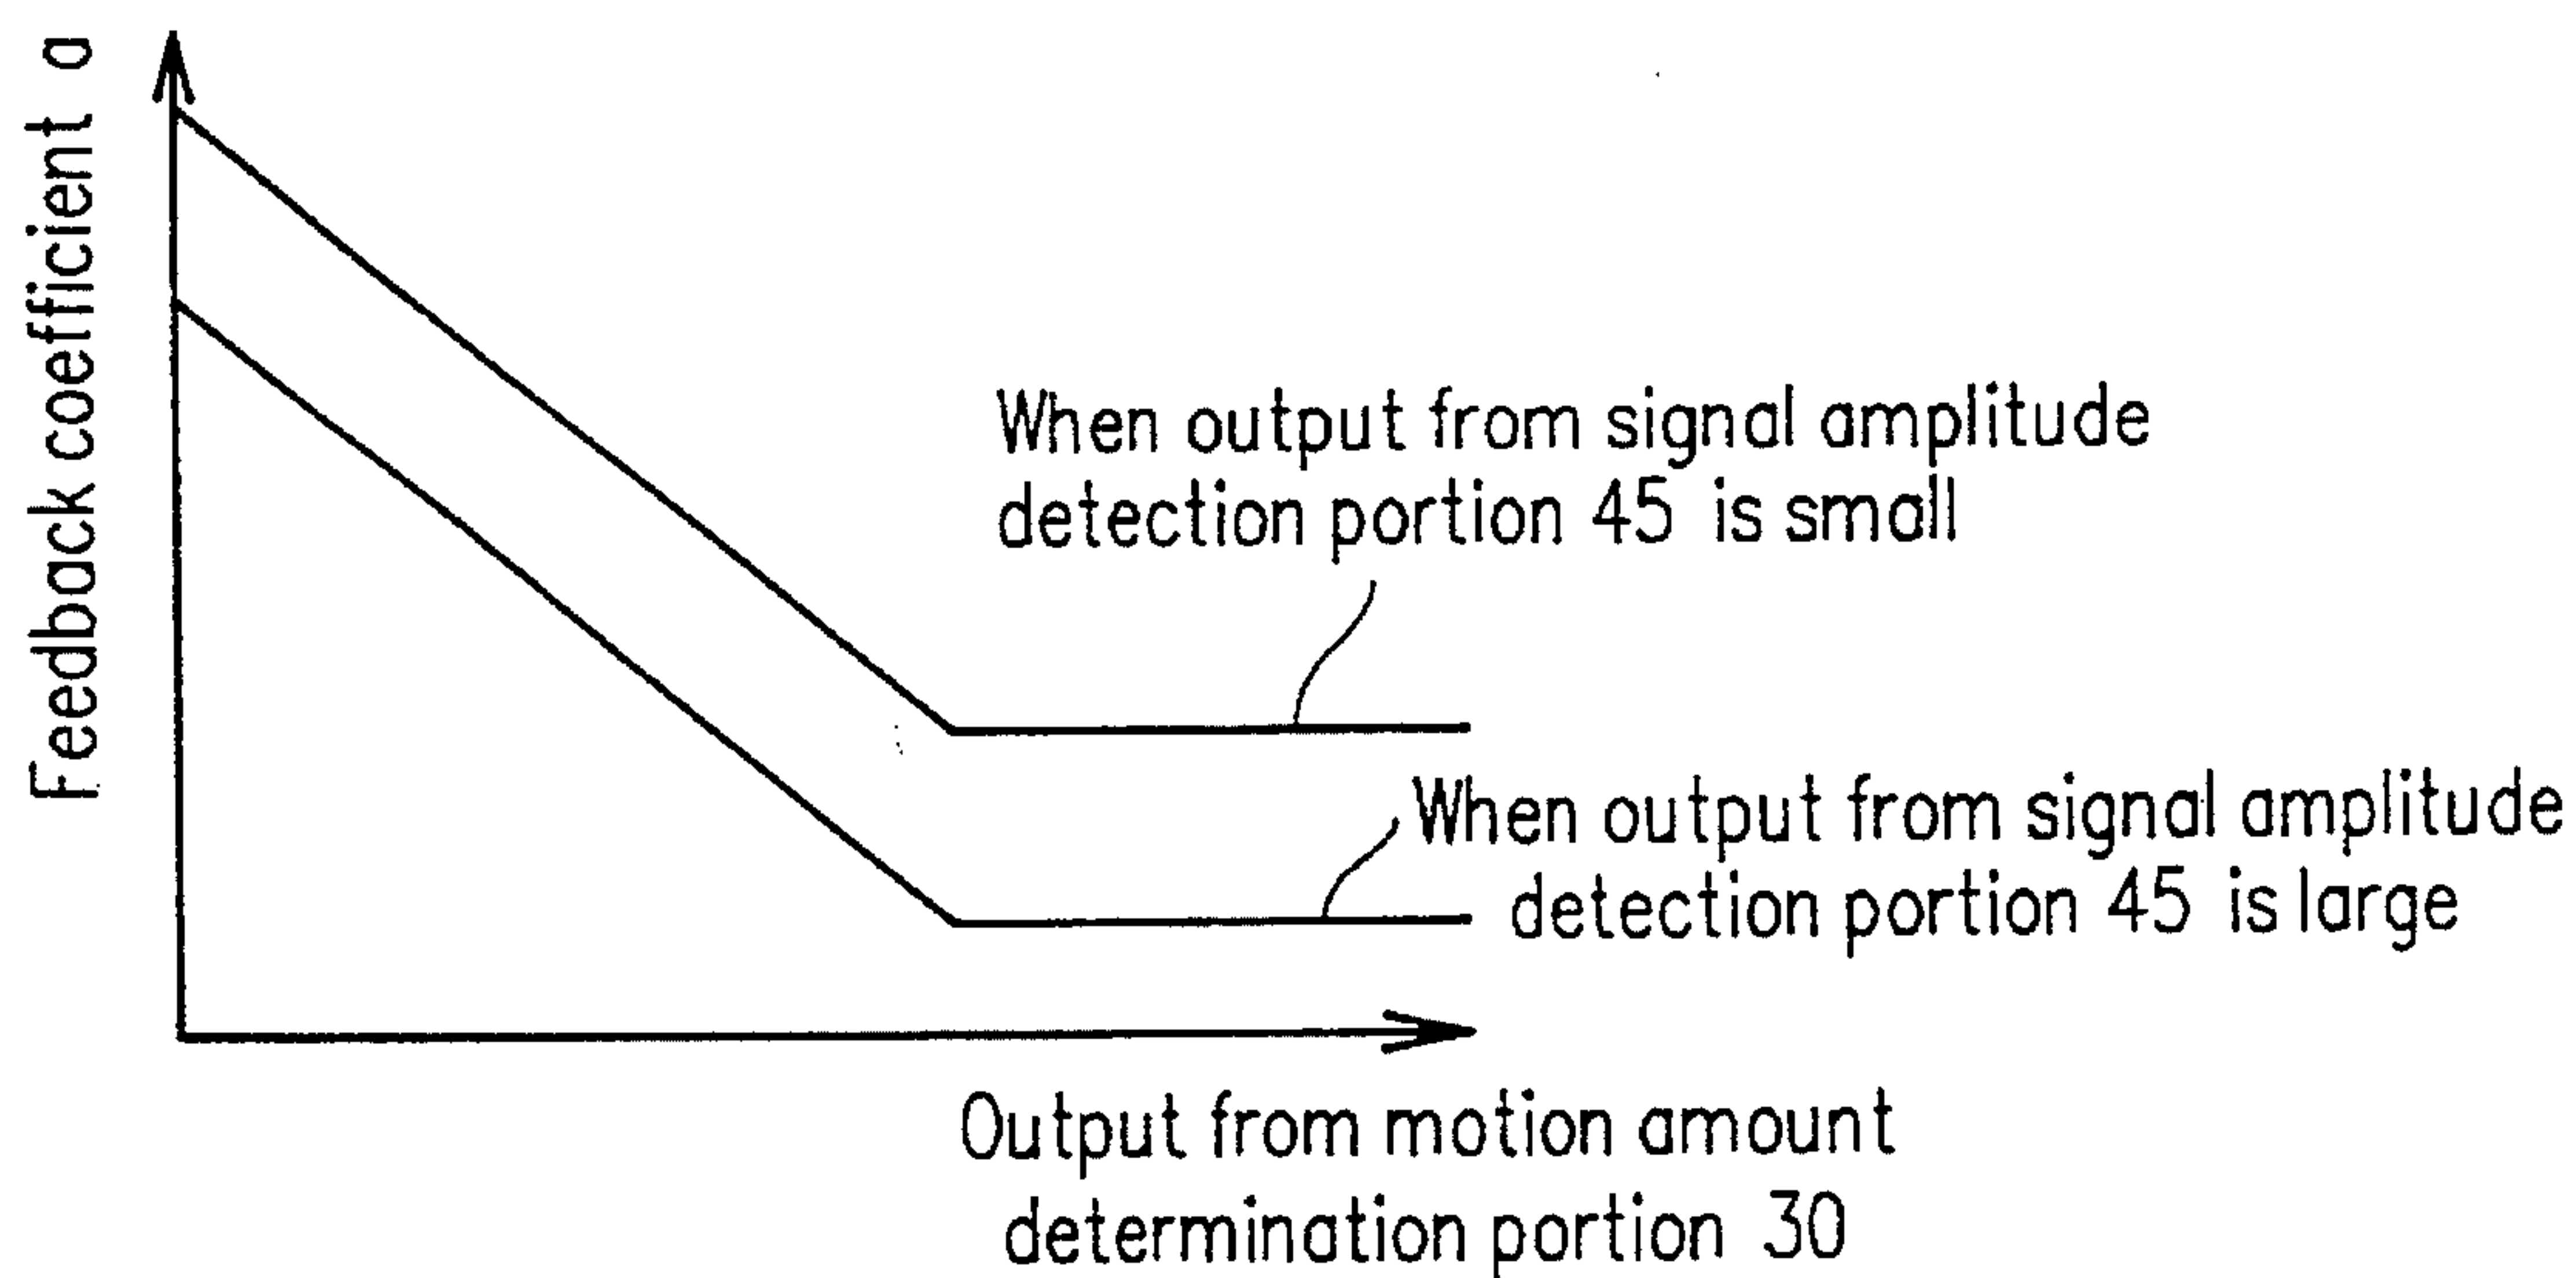 Feedback coefficient a
When output from signal amplitude
detection portion 45 is small
When output from signal amplitude
detection portion 45 is large
Output from motion amount
determination portion 30